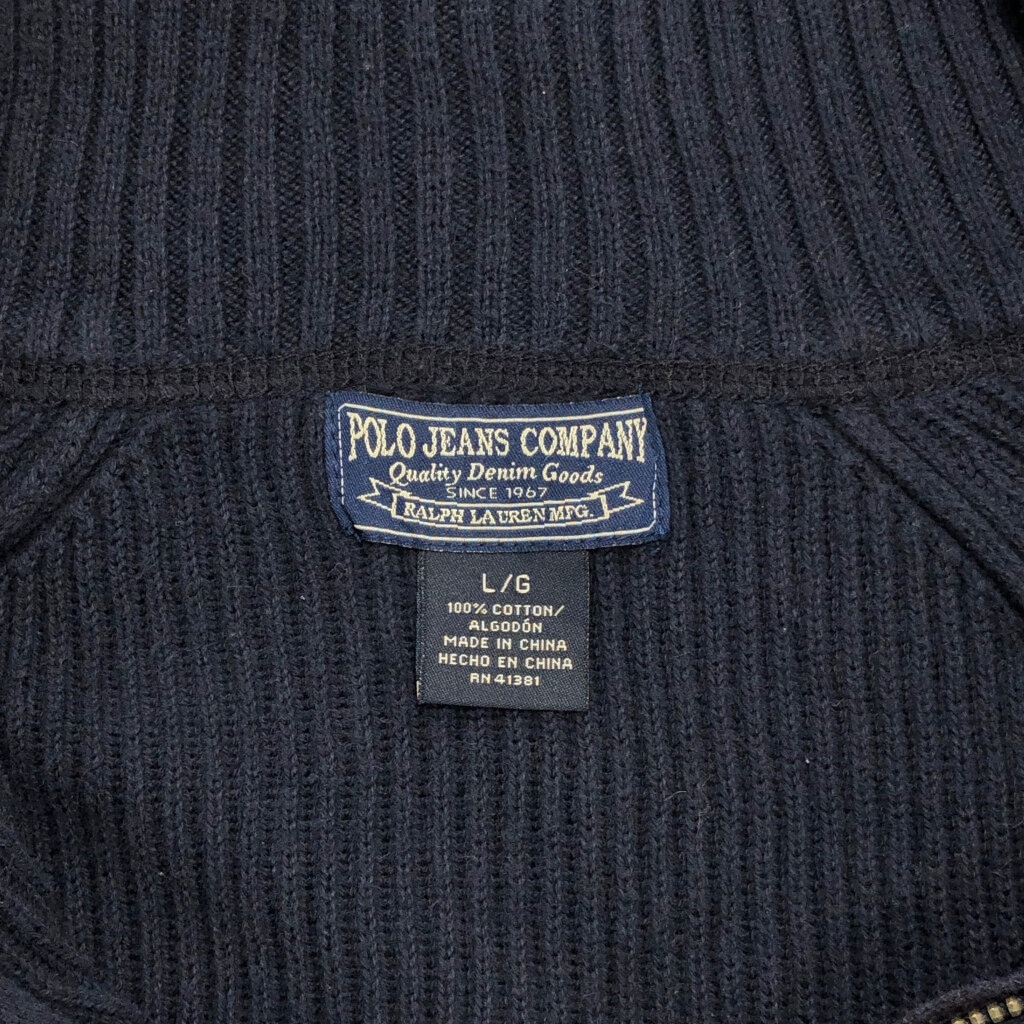 POLO JEANS COMPANY
Quality Denim Goods
SINCE 1967
RALPH LAUREN MFG.
L/G
100% COTTON/
ALGODÓN
MADE IN CHINA
HECHO EN CHINA
RN 41381